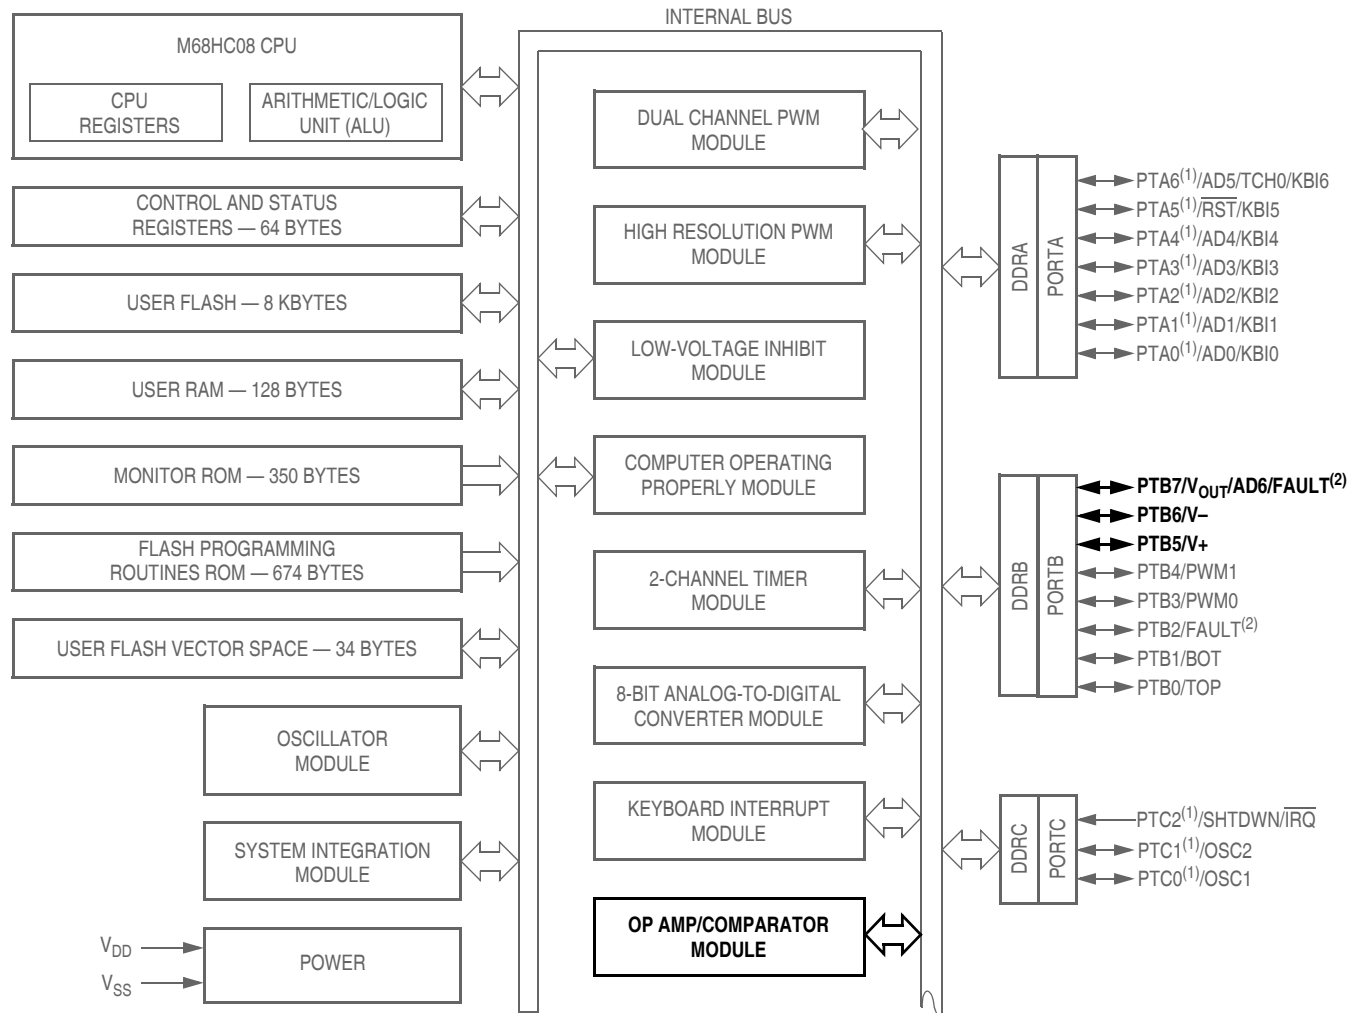 INTERNAL BUS
M68HC08 CPU
CPU
REGISTERS
ARITHMETIC/LOGIC
UNIT (ALU)
CONTROL AND STATUS
REGISTERS — 64 BYTES
USER FLASH — 8 KBYTES
USER RAM — 128 BYTES
MONITOR ROM — 350 BYTES
FLASH PROGRAMMING
ROUTINES ROM — 674 BYTES
USER FLASH VECTOR SPACE — 34 BYTES
OSCILLATOR
MODULE
SYSTEM INTEGRATION
MODULE
VDD
VSS
POWER
DUAL CHANNEL PWM
MODULE
HIGH RESOLUTION PWM
MODULE
LOW-VOLTAGE INHIBIT
MODULE
COMPUTER OPERATING
PROPERLY MODULE
2-CHANNEL TIMER
MODULE
8-BIT ANALOG-TO-DIGITAL
CONVERTER MODULE
KEYBOARD INTERRUPT
MODULE
OP AMP/COMPARATOR
MODULE
DDRA
PORTA
PTA6(1)/AD5/TCH0/KBI6
PTA5(1)/RST/KBI5
PTA4(1)/AD4/KBI4
PTA3(1)/AD3/KBI3
PTA2(1)/AD2/KBI2
PTA1(1)/AD1/KBI1
PTA0(1)/AD0/KBI0
DDRB
PORTB
PTB7/VOUT/AD6/FAULT(2)
PTB6/V–
PTB5/V+
PTB4/PWM1
PTB3/PWM0
PTB2/FAULT(2)
PTB1/BOT
PTB0/TOP
DDRC
PORTC
PTC2(1)/SHTDWN/IRQ
PTC1(1)/OSC2
PTC0(1)/OSC1